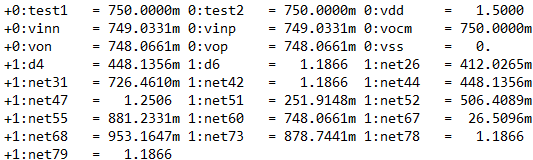 +0:test1   = 750.0000m 0:test2   = 750.0000m 0:vdd     =   1.5000
+0:vinn    = 749.0331m 0:vinp    = 749.0331m 0:vocm    = 750.0000m
+0:von     = 748.0661m 0:vop     = 748.0661m 0:vss     =   0.
+1:d4      = 448.1356m 1:d6      =   1.1866  1:net26   = 412.0265m
+1:net31   = 726.4610m 1:net42   =   1.1866  1:net44   = 448.1356m
+1:net47   =   1.2506  1:net51   = 251.9148m 1:net52   = 506.4089m
+1:net55   = 881.2331m 1:net60   = 748.0661m 1:net67   =  26.5096m
+1:net68   = 953.1647m 1:net73   = 878.7441m 1:net78   =   1.1866
+1:net79   =   1.1866